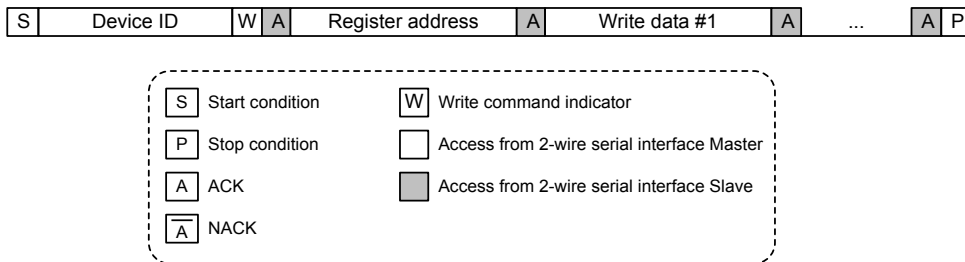 S Device ID W A Register address A Write data #1 A ... A P
S Start condition W Write command indicator
P Stop condition Access from 2-wire serial interface Master
A ACK Access from 2-wire serial interface Slave
A̅ NACK